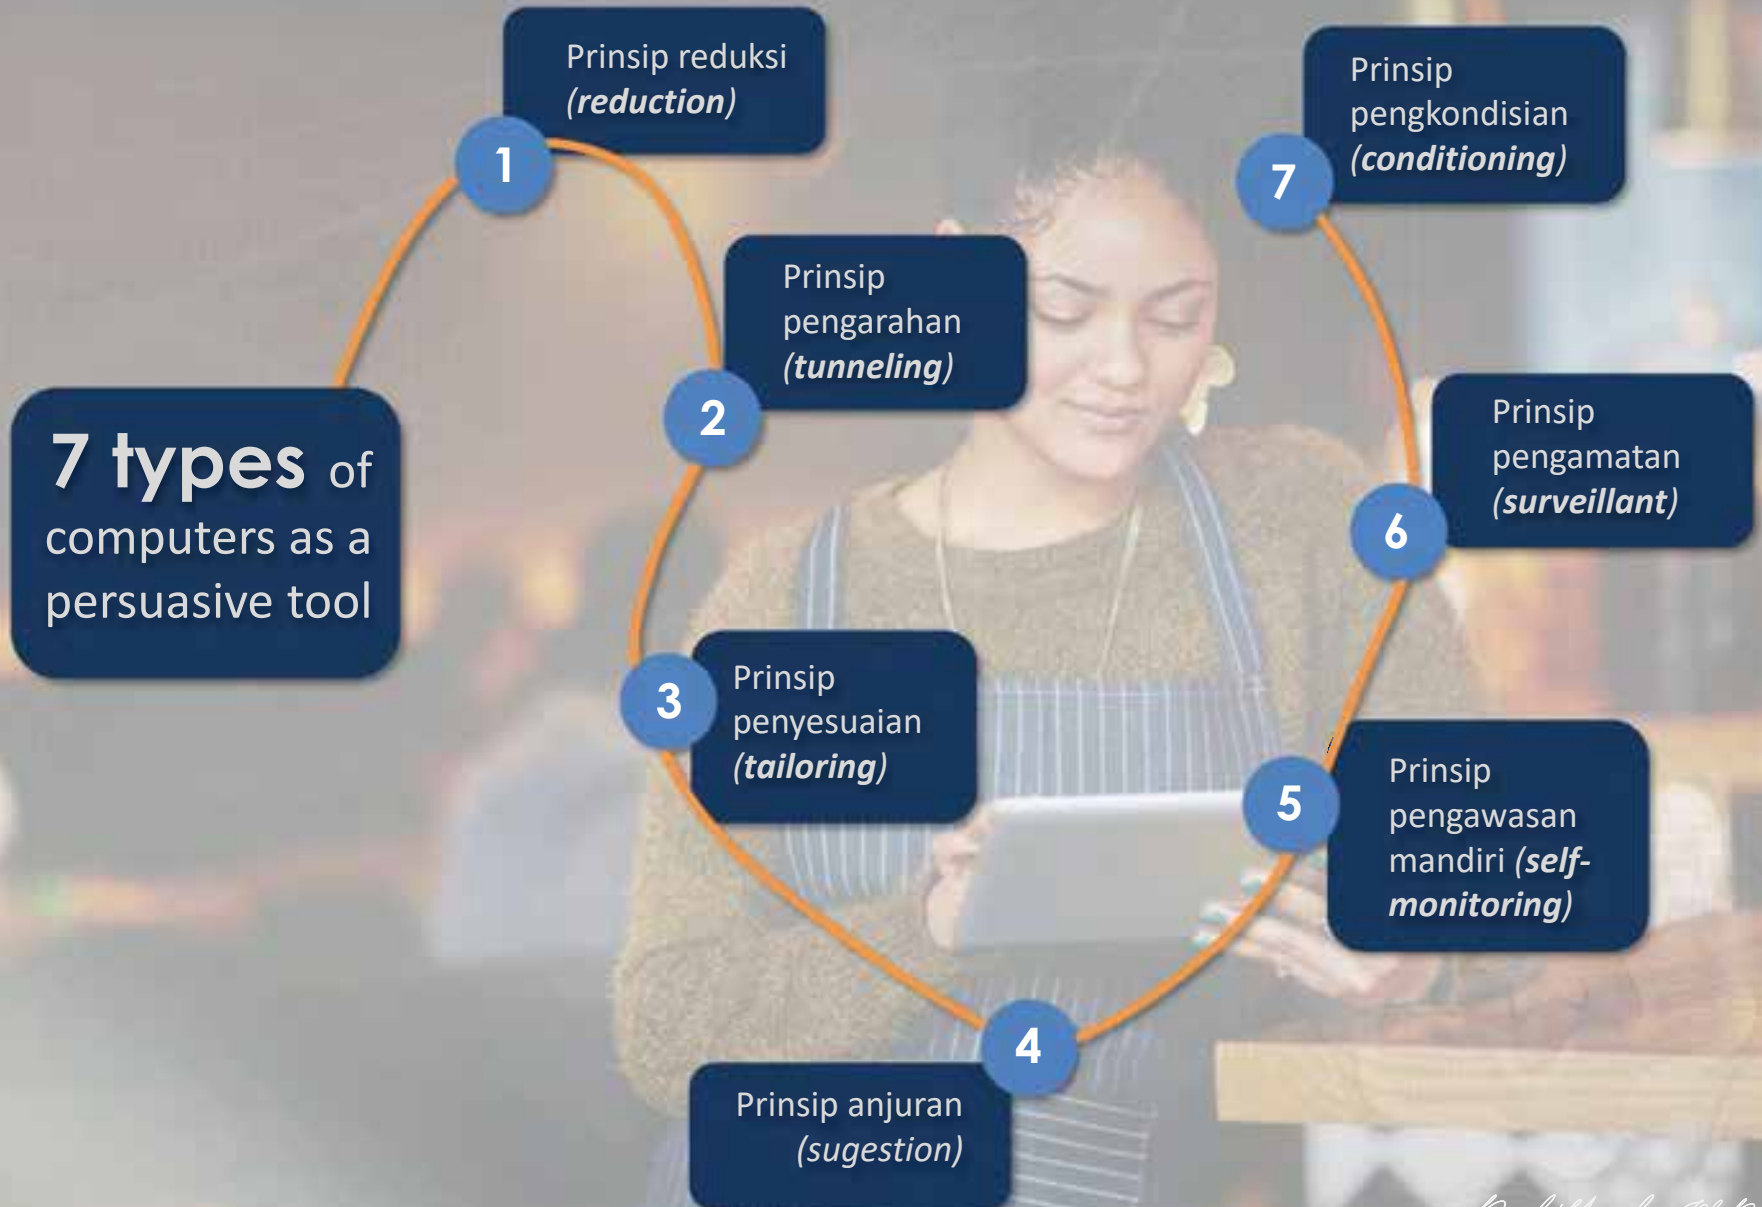 7 types of
computers as a
persuasive tool
1
Prinsip reduksi
(reduction)
2
Prinsip
pengarahan
(tunneling)
3
Prinsip
penyesuaian
(tailoring)
4
Prinsip anjuran
(sugestion)
5
Prinsip
pengawasan
mandiri (self-
monitoring)
6
Prinsip
pengamatan
(surveillant)
7
Prinsip
pengkondisian
(conditioning)